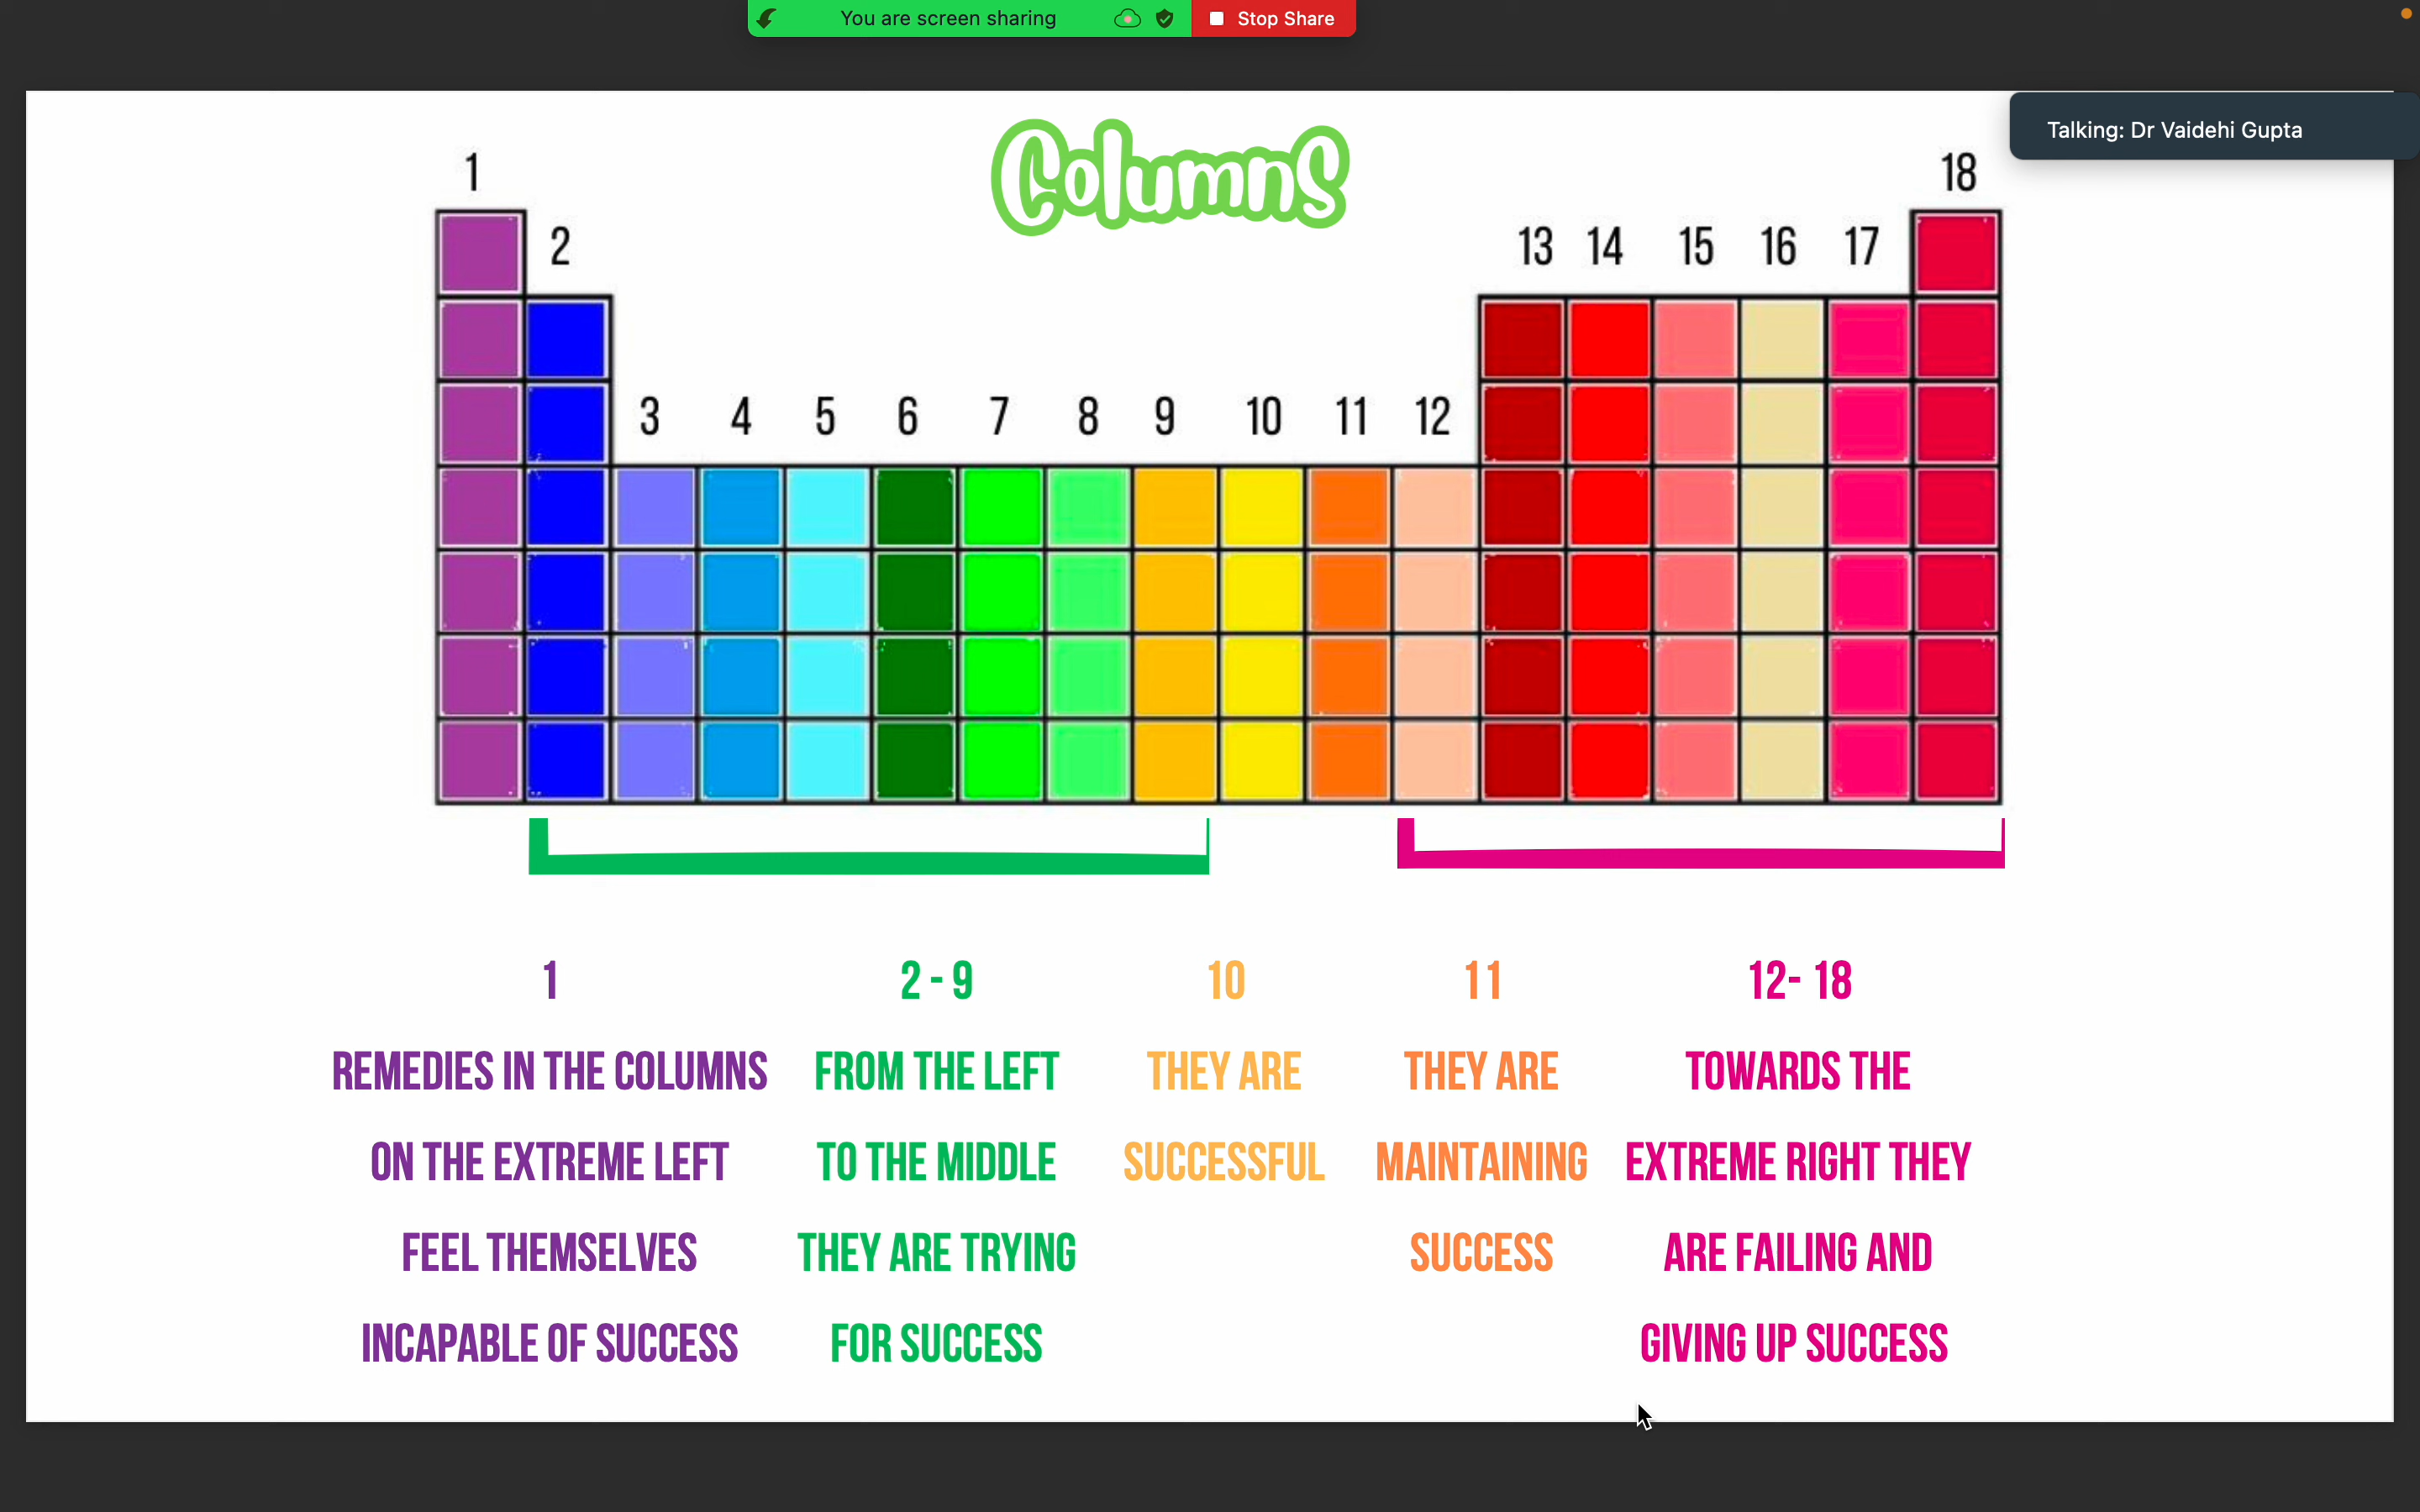 You are screen sharing
Stop Share
Talking: Dr Vaidehi Gupta
Columns
1
18
2
13 14 15 16 17
3 4 5 6 7 8 9 10 11 12
1
REMEDIES IN THE COLUMNS
ON THE EXTREME LEFT
FEEL THEMSELVES
INCAPABLE OF SUCCESS
2 - 9
FROM THE LEFT
TO THE MIDDLE
THEY ARE TRYING
FOR SUCCESS
10
THEY ARE
SUCCESSFUL
11
THEY ARE
MAINTAINING
SUCCESS
12- 18
TOWARDS THE
EXTREME RIGHT THEY
ARE FAILING AND
GIVING UP SUCCESS